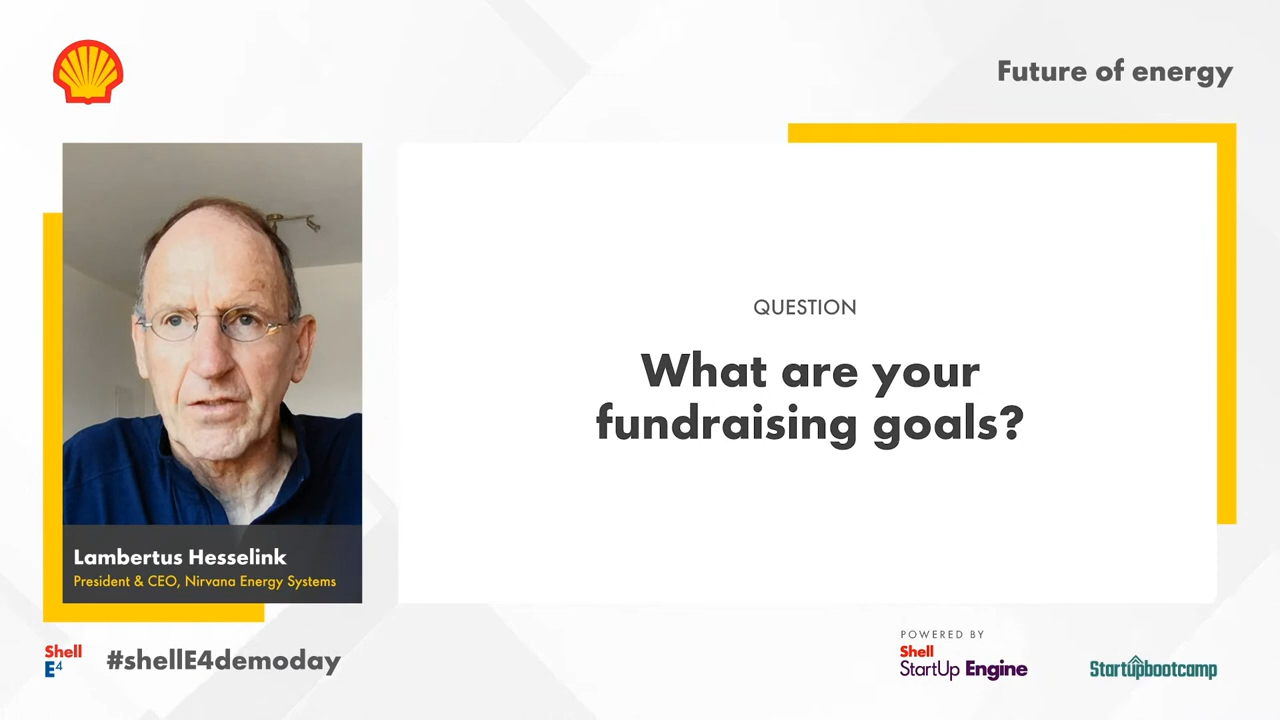 Future of energy
QUESTION
What are your
fundraising goals?
Lambertus Hesselink
President & CEO, Nirvana Energy Systems
Shell
E4
#shellE4demoday
POWERED BY
Shell
StartUp Engine
Startupbootcamp